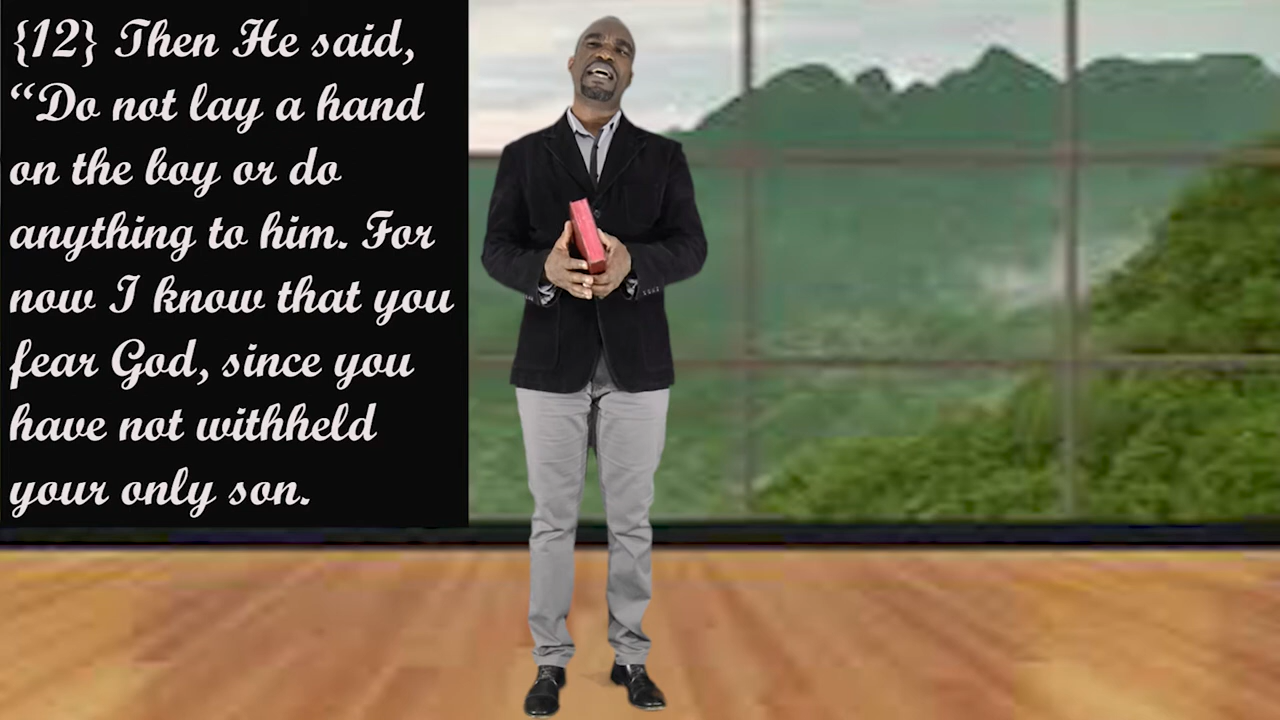 {12} Then He said,
“Do not lay a hand
on the boy or do
anything to him. For
now I know that you
fear God, since you
have not withheld
your only son.